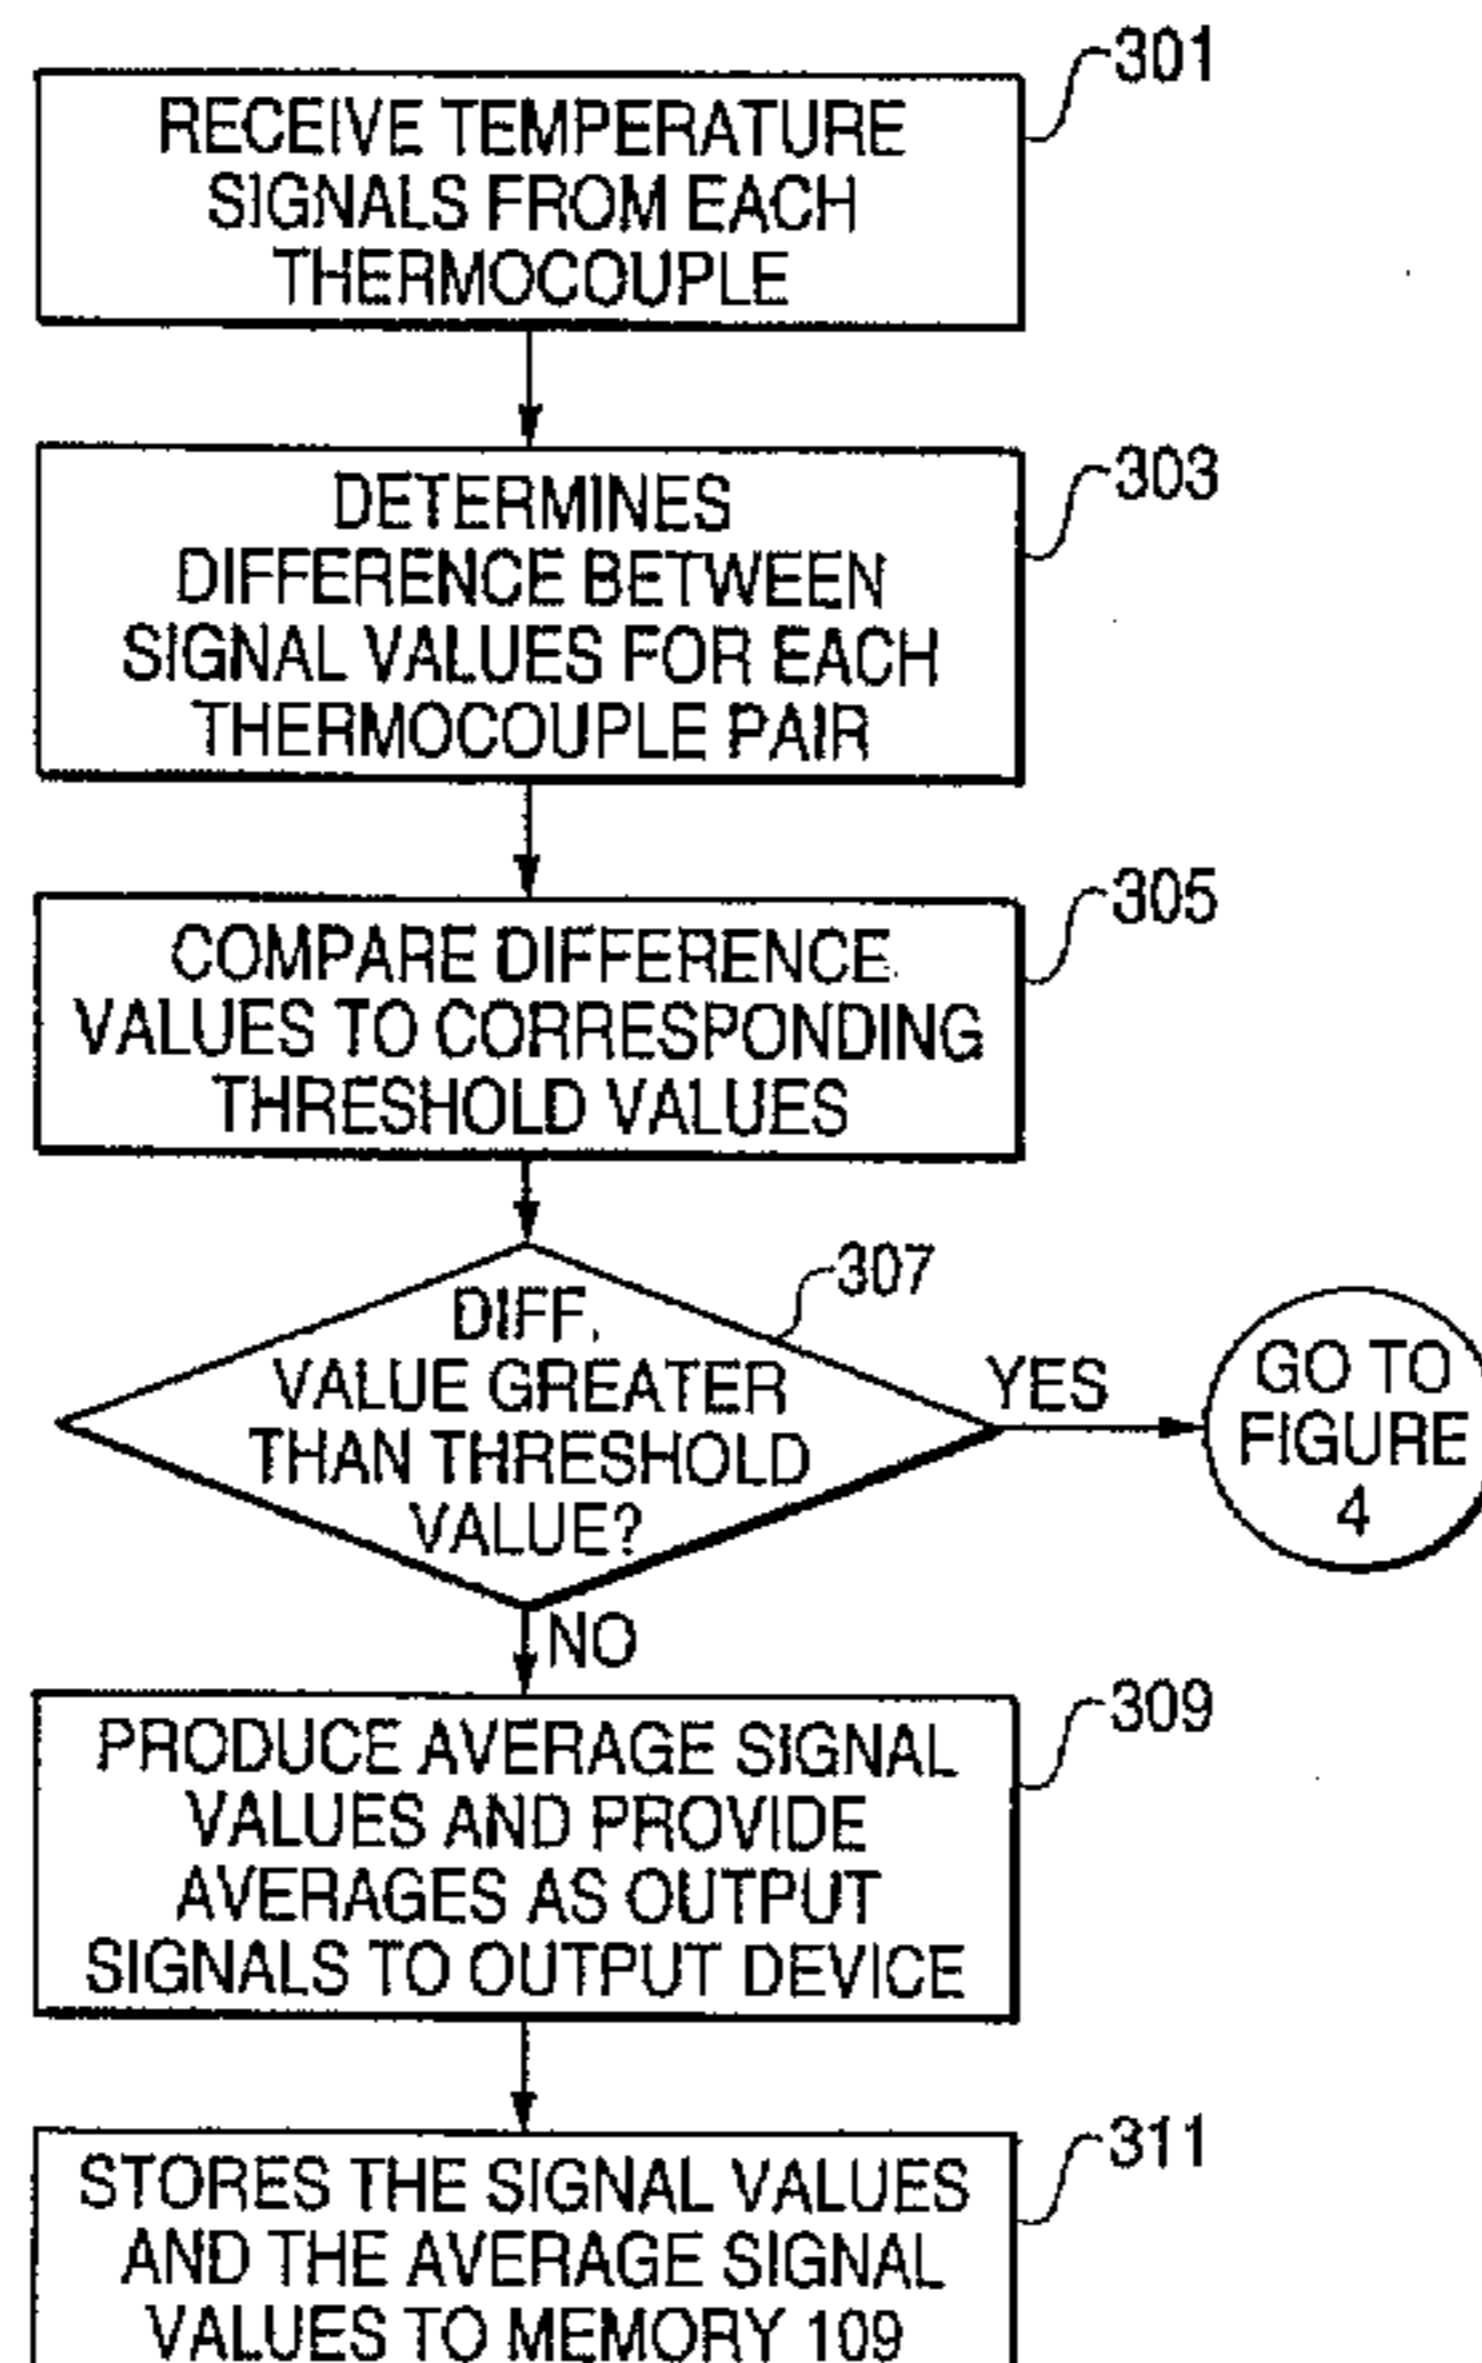 301
RECEIVE TEMPERATURE
SIGNALS FROM EACH
THERMOCOUPLE
303
DETERMINES
DIFFERENCE BETWEEN
SIGNAL VALUES FOR EACH
THERMOCOUPLE PAIR
305
COMPARE DIFFERENCE
VALUES TO CORRESPONDING
THRESHOLD VALUES
307
DIFF.
VALUE GREATER
THAN THRESHOLD
VALUE?
YES
GO TO
FIGURE
4
NO
309
PRODUCE AVERAGE SIGNAL
VALUES AND PROVIDE
AVERAGES AS OUTPUT
SIGNALS TO OUTPUT DEVICE
311
STORES THE SIGNAL VALUES
AND THE AVERAGE SIGNAL
VALUES TO MEMORY 109